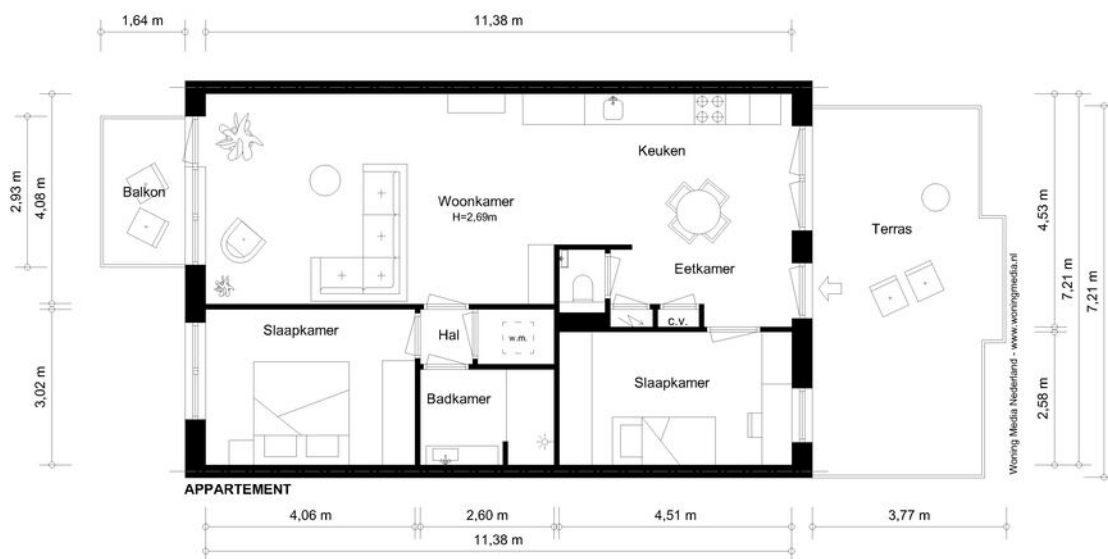 1,64 m
11,38 m
Keuken
Balkon
Woonkamer
H=2,69m
Terras
Eetkamer
2,93 m
4,08 m
3,02 m
4,53 m
7,21 m
7,21 m
2,58 m
Slaapkamer
Hal
w.m.
c.v.
Badkamer
Slaapkamer
Woning Media Nederland - www.woningmedia.nl
APPARTEMENT
4,06 m
2,60 m
4,51 m
3,77 m
11,38 m